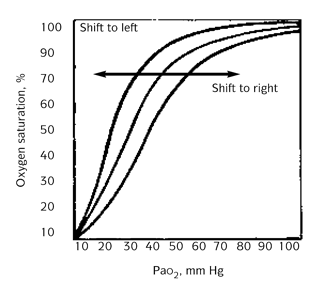 Shift to left
Shift to right
Oxygen saturation, %
100
90
70
60
50
40
30
20
10
10 20 30 40 50 60 70 80 90 100
Pao₂, mm Hg